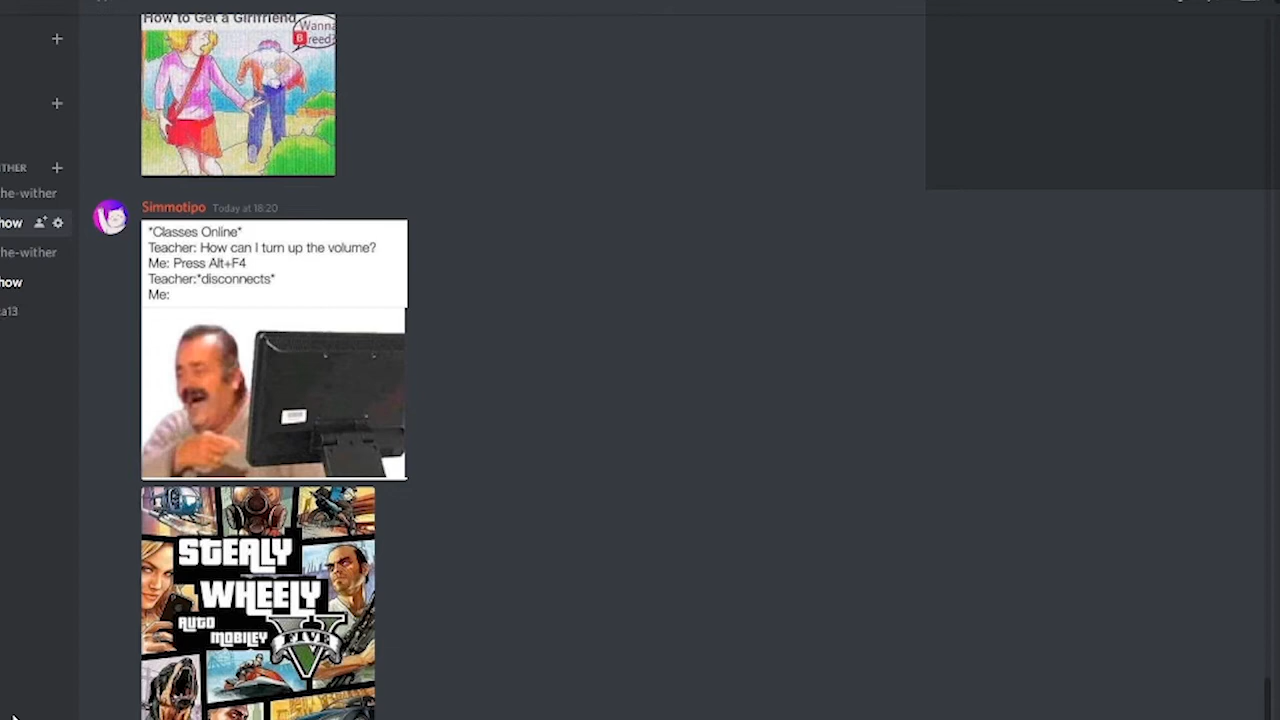 How to Get a Girlfriend
Wanna
B reed?
THER
he-wither
how
he-wither
how
a13
Simmotipo Today at 18:20
*Classes Online*
Teacher: How can I turn up the volume?
Me: Press Alt+F4
Teacher:*disconnects*
Me:
STEALY
WHEELY
AUTO
MOBILEY
V
FIVE